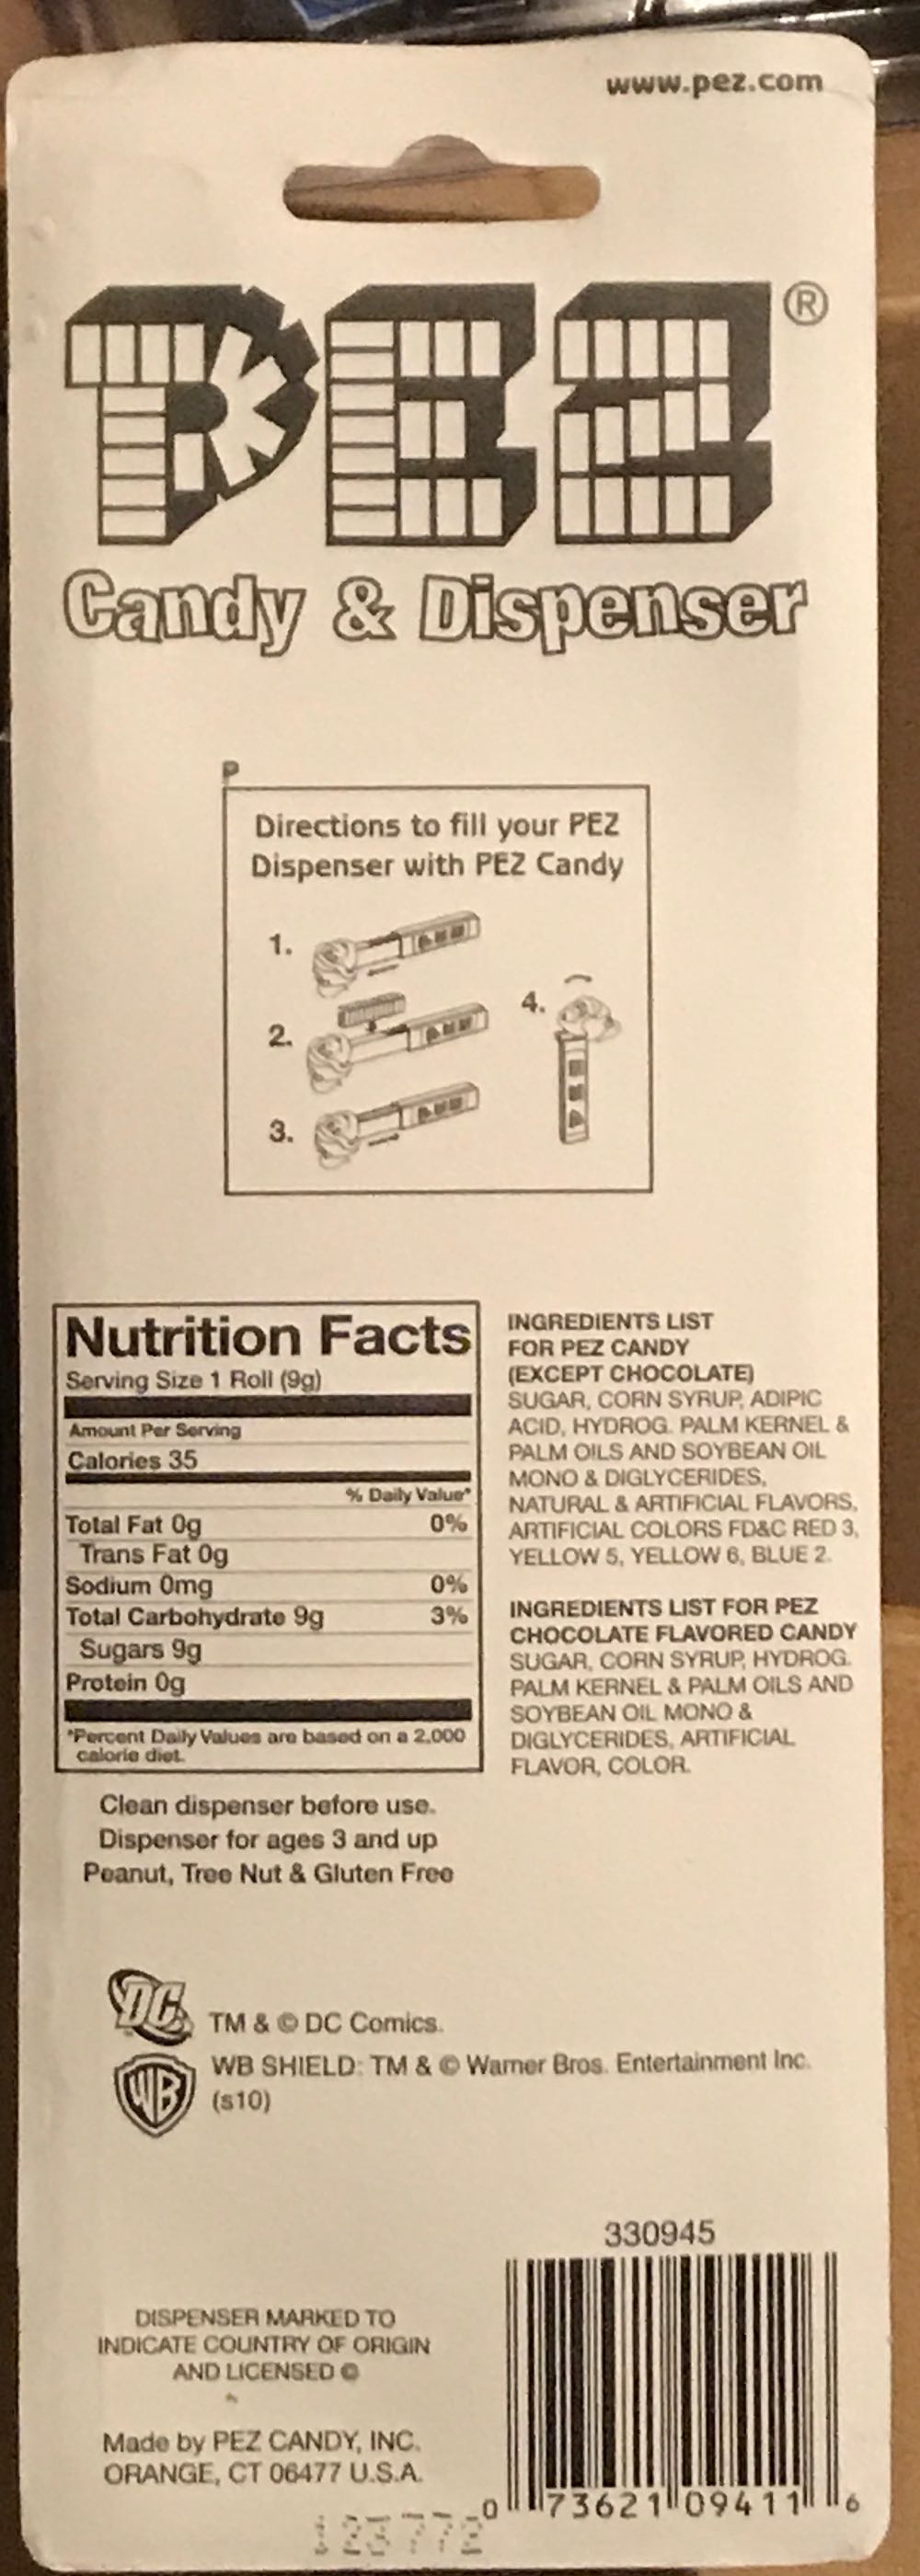 www.pez.com
PEZ®
Candy & Dispenser
P
Directions to fill your PEZ
Dispenser with PEZ Candy
1.
2.
3.
4.
Nutrition Facts
Serving Size 1 Roll (9g)
Amount Per Serving
Calories 35
% Daily Value*
Total Fat 0g 0%
Trans Fat 0g
Sodium 0mg 0%
Total Carbohydrate 9g 3%
Sugars 9g
Protein 0g
*Percent Daily Values are based on a 2,000
calorie diet.
INGREDIENTS LIST
FOR PEZ CANDY
(EXCEPT CHOCOLATE)
SUGAR, CORN SYRUP, ADIPIC
ACID, HYDROG. PALM KERNEL &
PALM OILS AND SOYBEAN OIL
MONO & DIGLYCERIDES,
NATURAL & ARTIFICIAL FLAVORS,
ARTIFICIAL COLORS FD&C RED 3,
YELLOW 5, YELLOW 6, BLUE 2.
INGREDIENTS LIST FOR PEZ
CHOCOLATE FLAVORED CANDY
SUGAR, CORN SYRUP, HYDROG.
PALM KERNEL & PALM OILS AND
SOYBEAN OIL MONO &
DIGLYCERIDES, ARTIFICIAL
FLAVOR, COLOR.
Clean dispenser before use.
Dispenser for ages 3 and up
Peanut, Tree Nut & Gluten Free
DC
TM & © DC Comics.
WB
WB SHIELD: TM & © Warner Bros. Entertainment Inc.
(s10)
330945
DISPENSER MARKED TO
INDICATE COUNTRY OF ORIGIN
AND LICENSED ©
Made by PEZ CANDY, INC.
ORANGE, CT 06477 U.S.A.
0 73621 09411 6